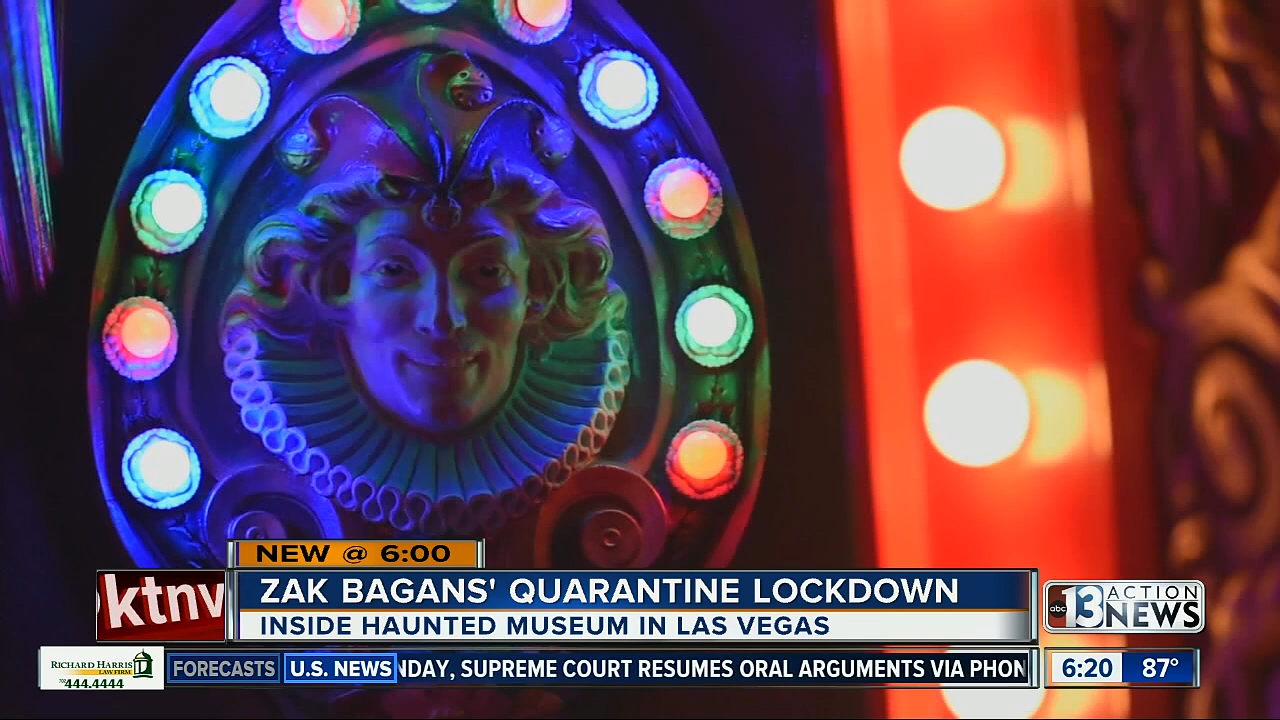 NEW @ 6:00
ktnv
ZAK BAGANS' QUARANTINE LOCKDOWN
INSIDE HAUNTED MUSEUM IN LAS VEGAS
abc 13 ACTION NEWS
RICHARD HARRIS
LAW FIRM
702 444.4444
FORECASTS
U.S. NEWS
NDAY, SUPREME COURT RESUMES ORAL ARGUMENTS VIA PHON
6:20
87°